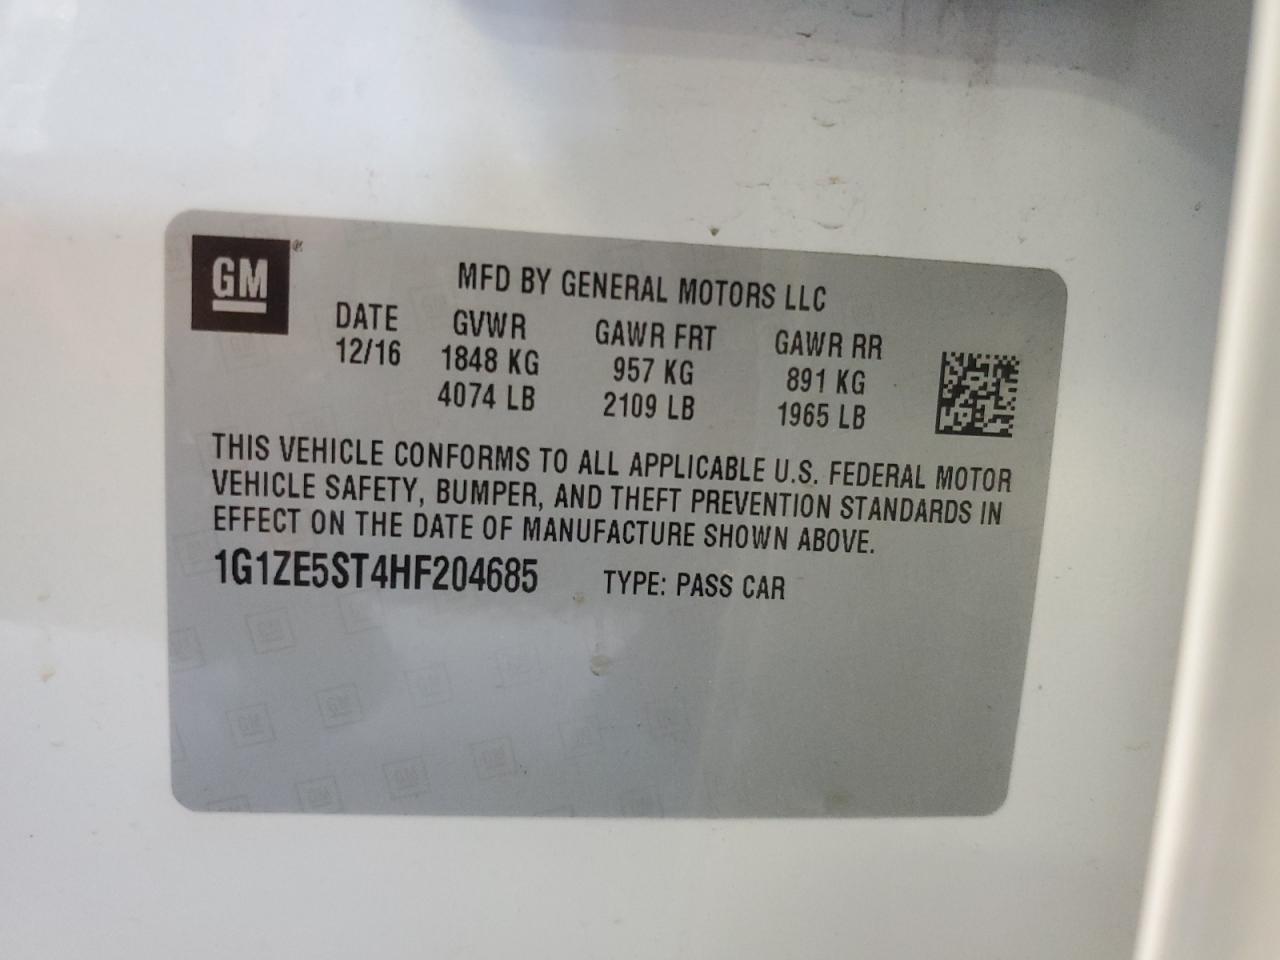 GM ®
MFD BY GENERAL MOTORS LLC
DATE GVWR GAWR FRT GAWR RR
12/16 1848 KG 957 KG 891 KG
4074 LB 2109 LB 1965 LB
THIS VEHICLE CONFORMS TO ALL APPLICABLE U.S. FEDERAL MOTOR
VEHICLE SAFETY, BUMPER, AND THEFT PREVENTION STANDARDS IN
EFFECT ON THE DATE OF MANUFACTURE SHOWN ABOVE.
1G1ZE5ST4HF204685 TYPE: PASS CAR